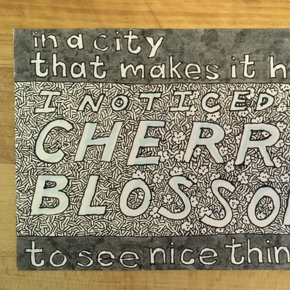 in a city
that makes it h
I NOTICED
CHERR
BLOSSO
to see nice thin